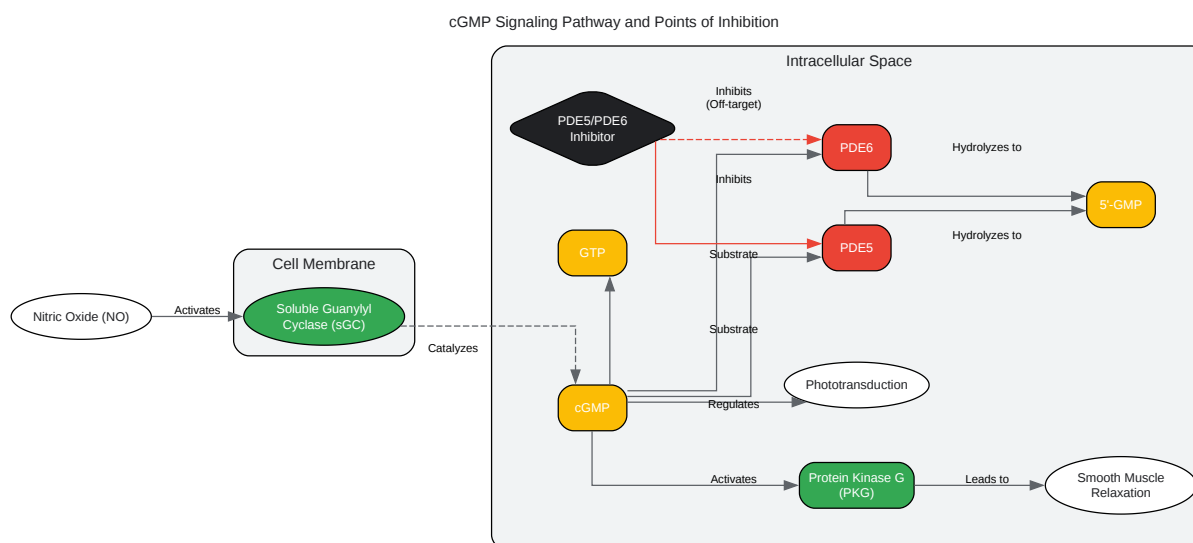 cGMP Signaling Pathway and Points of Inhibition
Intracellular Space
PDE5/PDE6
Inhibitor
Inhibits
(Off-target)
PDE6
Hydrolyzes to
Inhibits
5'-GMP
GTP
Substrate
PDE5
Hydrolyzes to
Cell Membrane
Nitric Oxide (NO)
Activates
Soluble Guanylyl
Cyclase (sGC)
Catalyzes
Substrate
cGMP
Regulates
Phototransduction
Activates
Protein Kinase G
(PKG)
Leads to
Smooth Muscle
Relaxation